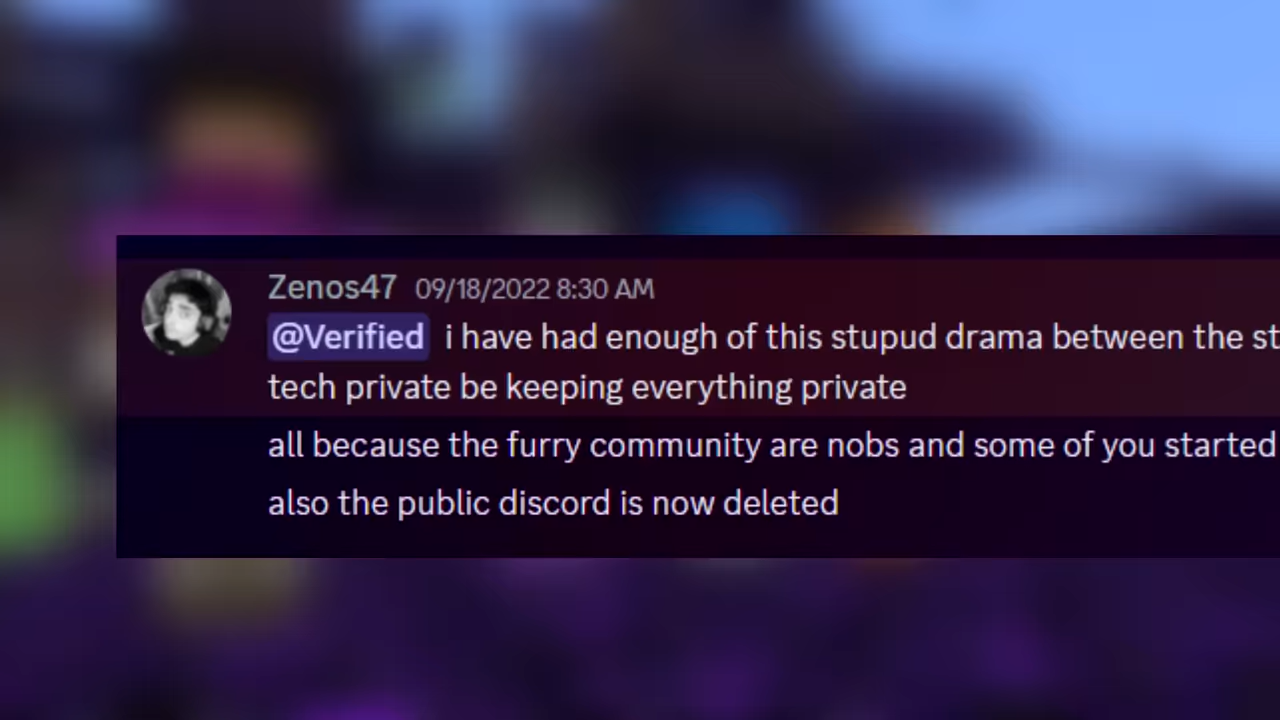 Zenos47 09/18/2022 8:30 AM
@Verified i have had enough of this stupud drama between the
tech private be keeping everything private
all because the furry community are nobs and some of you started
also the public discord is now deleted